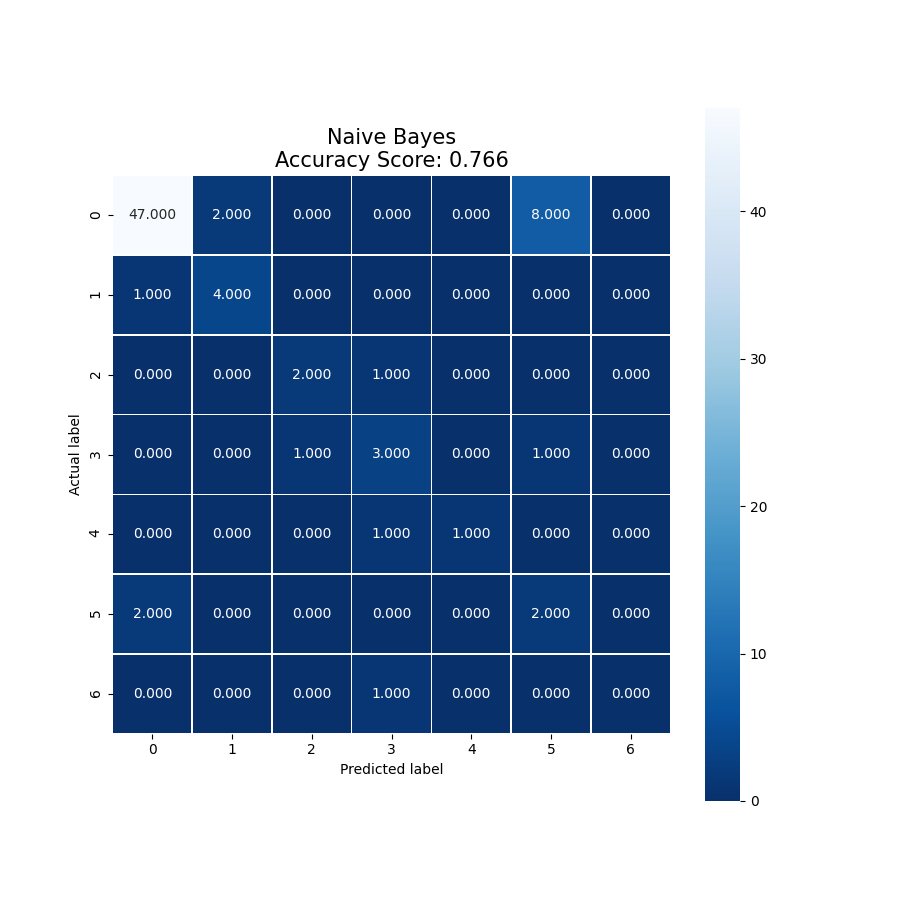 Naive Bayes
Accuracy Score: 0.766
0 47.000 2.000 0.000 0.000 0.000 8.000 0.000
1 1.000 4.000 0.000 0.000 0.000 0.000 0.000
2 0.000 0.000 2.000 1.000 0.000 0.000 0.000
3 0.000 0.000 1.000 3.000 0.000 1.000 0.000
4 0.000 0.000 0.000 1.000 1.000 0.000 0.000
5 2.000 0.000 0.000 0.000 0.000 2.000 0.000
6 0.000 0.000 0.000 1.000 0.000 0.000 0.000
0 1 2 3 4 5 6
Predicted label
Actual label
40
30
20
10
0